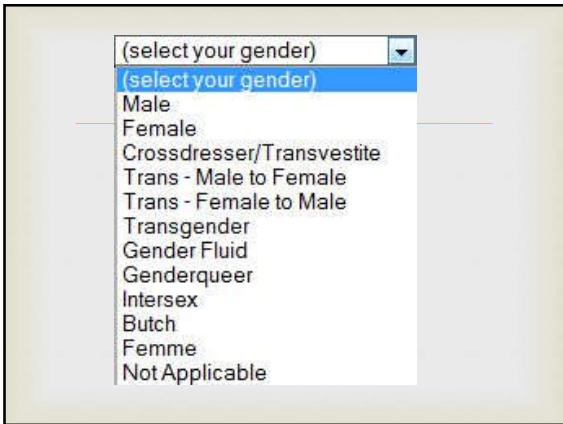 (select your gender)
(select your gender)
Male
Female
Crossdresser/Transvestite
Trans - Male to Female
Trans - Female to Male
Transgender
Gender Fluid
Genderqueer
Intersex
Butch
Femme
Not Applicable